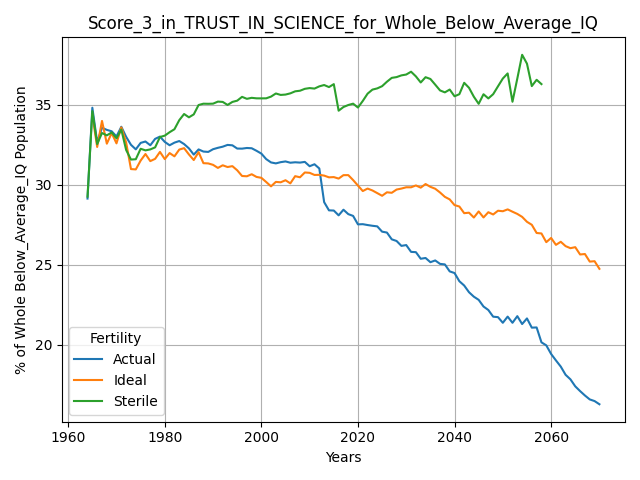 Score_3_in_TRUST_IN_SCIENCE_for_Whole_Below_Average_IQ
% of Whole Below_Average_IQ Population
35
30
25
20
Fertility
Actual
Ideal
Sterile
1960
1980
2000
2020
2040
2060
Years